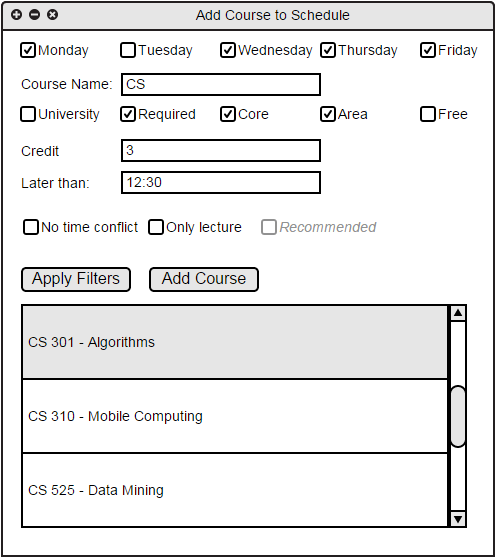 Add Course to Schedule
Monday Tuesday Wednesday Thursday Friday
Course Name: CS
University Required Core Area Free
Credit 3
Later than: 12:30
No time conflict Only lecture Recommended
Apply Filters Add Course
CS 301 - Algorithms
CS 310 - Mobile Computing
CS 525 - Data Mining